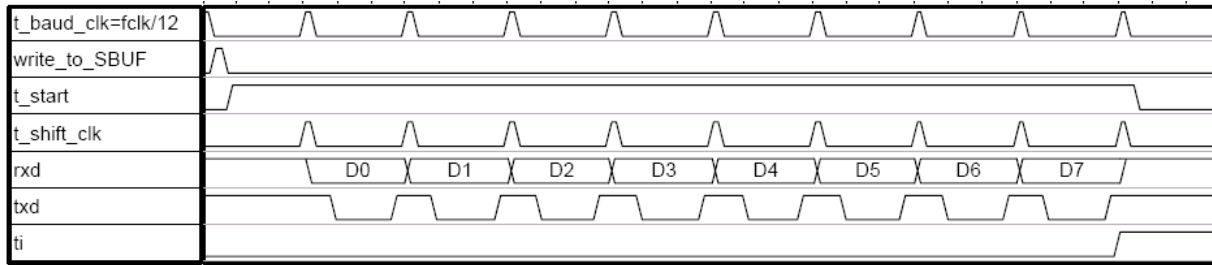 t_baud_clk=fclk/12
write_to_SBUF
t_start
t_shift_clk
rxd D0 D1 D2 D3 D4 D5 D6 D7
txd
ti